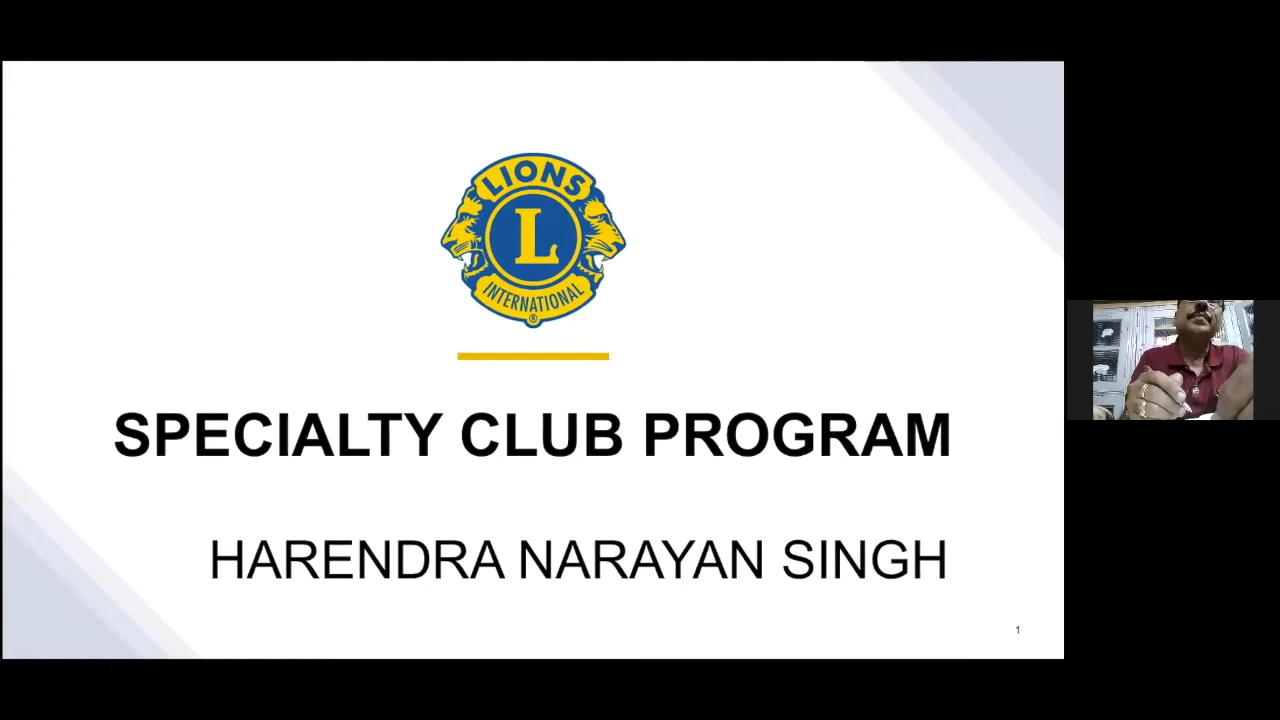 LIONS
L
INTERNATIONAL
®
SPECIALTY CLUB PROGRAM
HARENDRA NARAYAN SINGH
1